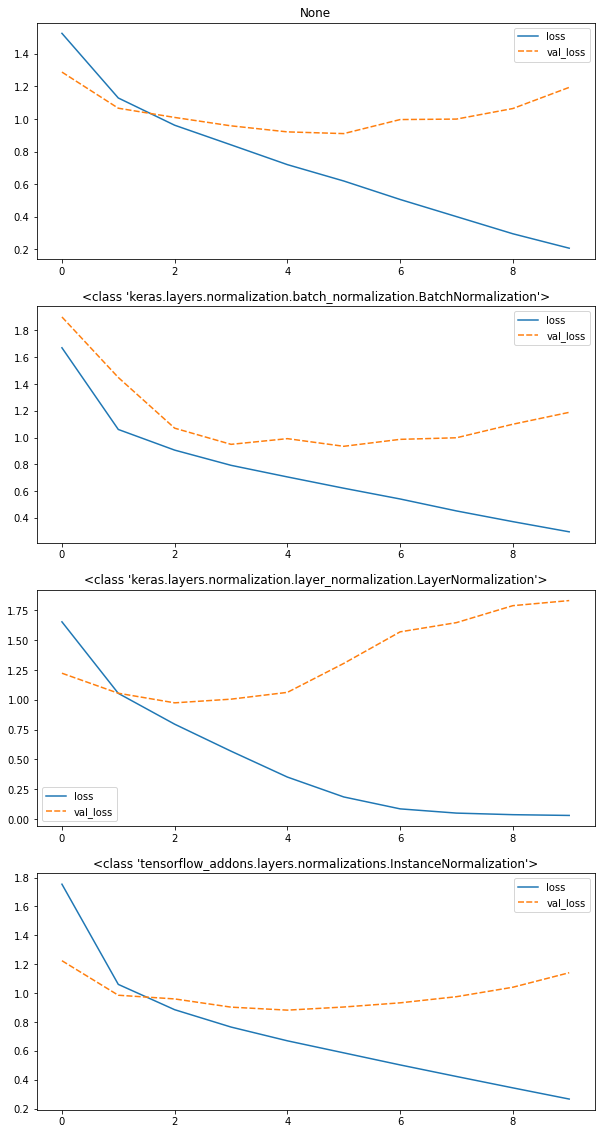 None
loss
val_loss
1.4
1.2
1.0
0.8
0.6
0.4
0.2
0 2 4 6 8
<class 'keras.layers.normalization.batch_normalization.BatchNormalization'>
loss
val_loss
1.8
1.6
1.4
1.2
1.0
0.8
0.6
0.4
0 2 4 6 8
<class 'keras.layers.normalization.layer_normalization.LayerNormalization'>
1.75
1.50
1.25
1.00
0.75
0.50
0.25
0.00
loss
val_loss
0 2 4 6 8
<class 'tensorflow_addons.layers.normalizations.InstanceNormalization'>
loss
val_loss
1.8
1.6
1.4
1.2
1.0
0.8
0.6
0.4
0.2
0 2 4 6 8